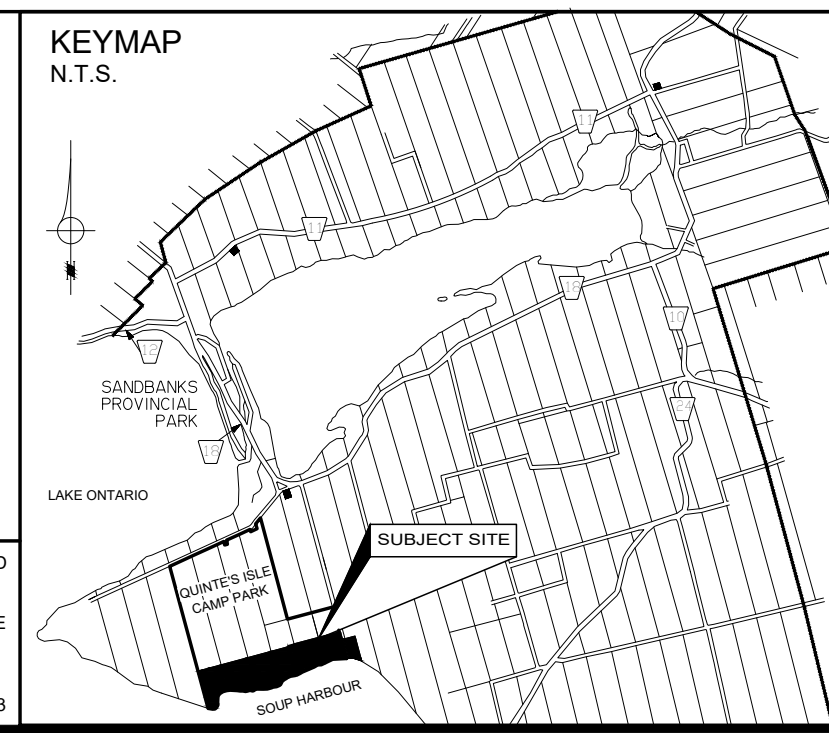 KEYMAP
N.T.S.
11
11
18
10
12
SANDBANKS
PROVINCIAL
PARK
24
18
LAKE ONTARIO
SUBJECT SITE
QUINTE'S ISLE
CAMP PARK
SOUP HARBOUR
N